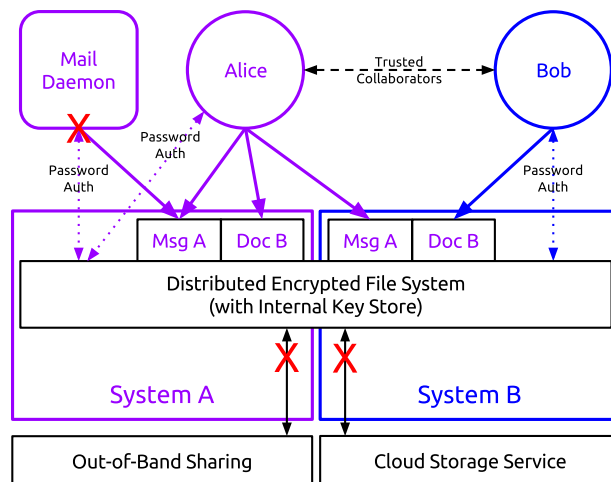 Mail
Daemon
Alice
Trusted
Collaborators
Bob
Password
Auth
Password
Auth
Password
Auth
Msg A
Doc B
Msg A
Doc B
Distributed Encrypted File System
(with Internal Key Store)
X
X
X
System A
System B
Out-of-Band Sharing
Cloud Storage Service